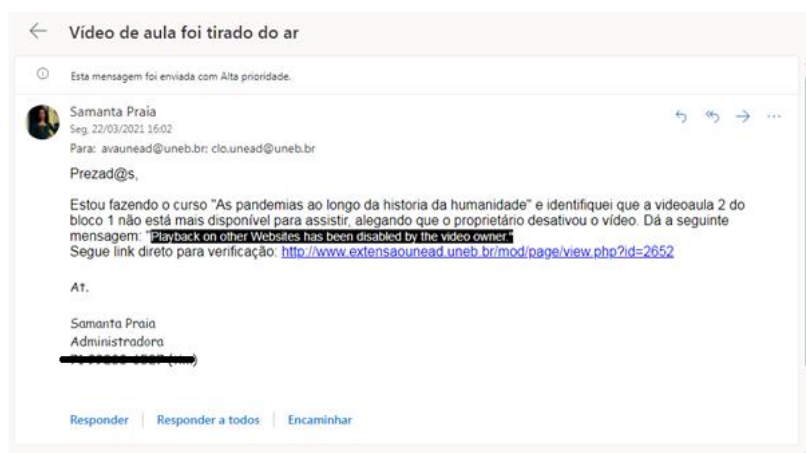 Vídeo de aula foi tirado do ar
Esta mensagem foi enviada com Alta prioridade.
Samanta Praia
Seg, 22/03/2021 16:02
Para: avaunead@uneb.br; clo.unead@uneb.br
Prezad@s,
Estou fazendo o curso "As pandemias ao longo da historia da humanidade" e identifiquei que a videoaula 2 do
bloco 1 não está mais disponível para assistir, alegando que o proprietário desativou o vídeo. Dá a seguinte
mensagem: "Playback on other Websites has been disabled by the video owner."
Segue link direto para verificação: http://www.extensaounead.uneb.br/mod/page/view.php?id=2652
At.
Samanta Praia
Administradora
Responder Responder a todos Encaminhar